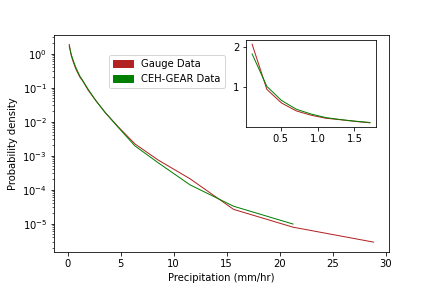 Gauge Data
CEH-GEAR Data
2
1
0.5 1.0 1.5
10⁰
10⁻¹
10⁻²
10⁻³
10⁻⁴
10⁻⁵
Probability density
0 5 10 15 20 25 30
Precipitation (mm/hr)